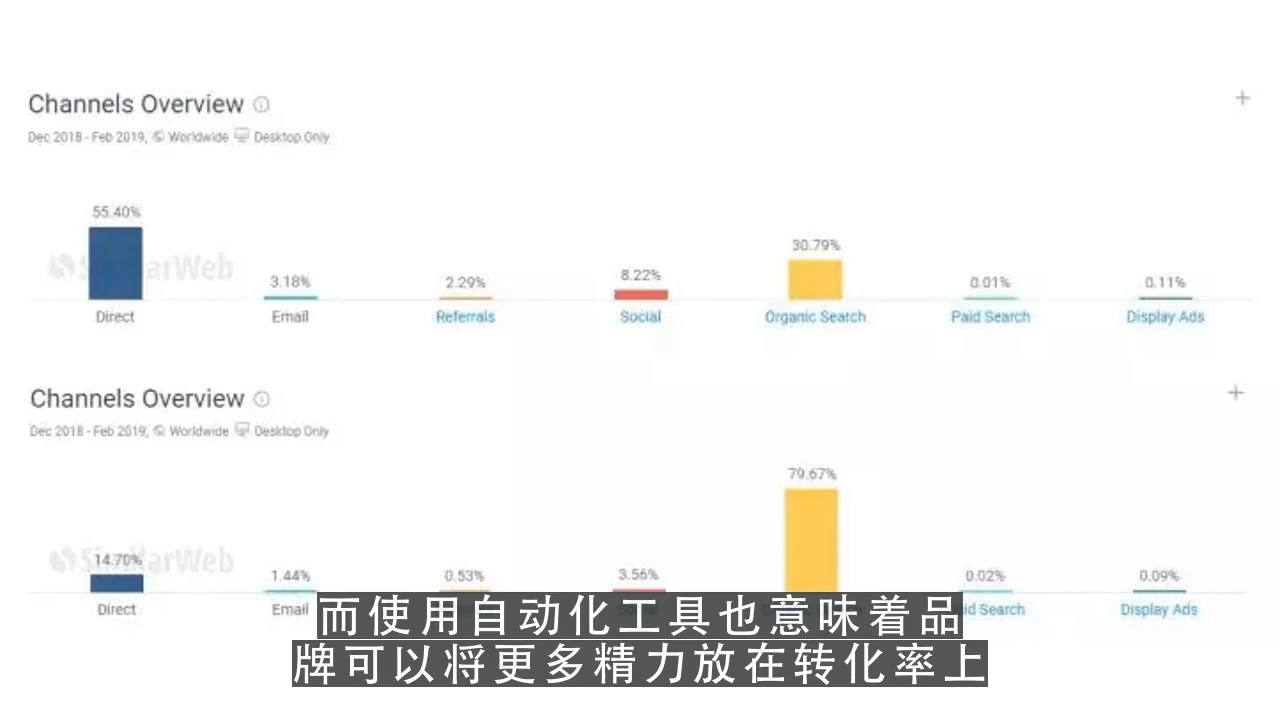 Channels Overview
Dec 2018 - Feb 2019, Worldwide Desktop Only
55.40%
3.18%
2.29%
8.22%
30.79%
0.01%
0.11%
SimilarWeb
Direct
Email
Referrals
Social
Organic Search
Paid Search
Display Ads
Channels Overview
Dec 2018 - Feb 2019, Worldwide Desktop Only
79.67%
14.70%
1.44%
0.53%
3.56%
0.02%
0.09%
SimilarWeb
Direct
Email
Search
Display Ads
而使用自动化工具也意味着品
牌可以将更多精力放在转化率上